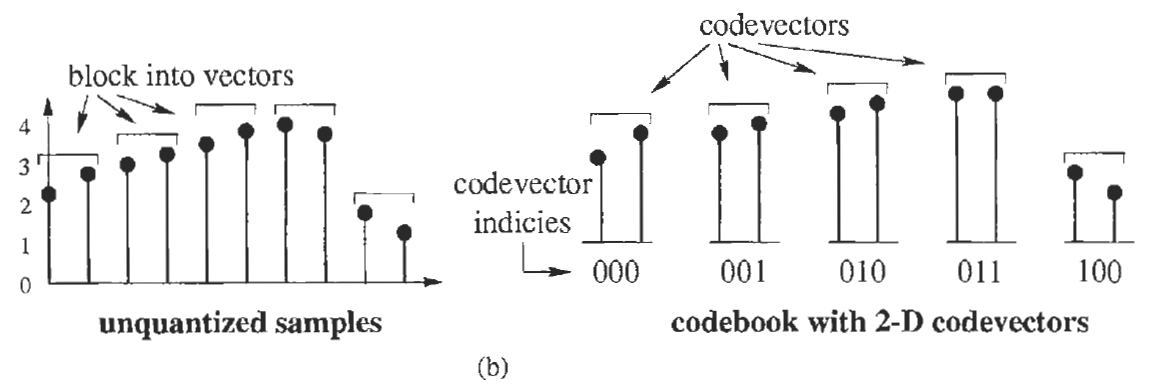 block into vectors
4
3
2
1
0
unquantized samples
codevectors
codevector
indicies
000 001 010 011 100
codebook with 2-D codevectors
(b)